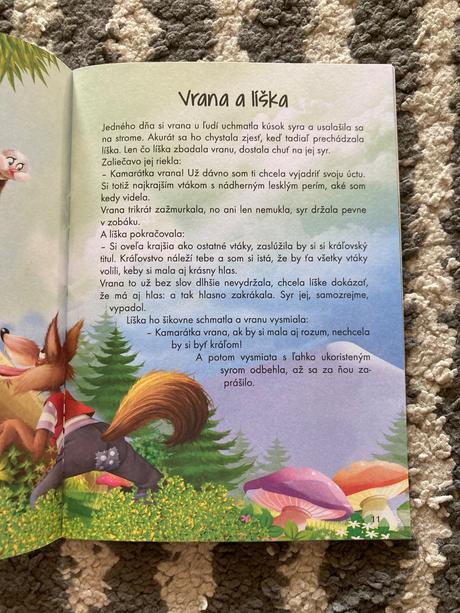 Vrana a líška
Jedného dňa si vrana u ľudí uchmatla kúsok syra a usalašila sa
na strome. Akurát sa ho chystala zjesť, keď tadiaľ prechádzala
líška. Len čo líška zbadala vranu, dostala chuť na jej syr.
Zaliečavo jej riekla:
– Kamarátka vrana! Už dávno som ti chcela vyjadriť svoju úctu.
Si totiž najkrajším vtákom s nádherným lesklým perím, aké som
kedy videla.
Vrana trikrát zažmurkala, no ani len nemukla, syr držala pevne
v zobáku.
A líška pokračovala:
– Si oveľa krajšia ako ostatné vtáky, zaslúžila by si si kráľovský
titul. Kráľovstvo náleží tebe a som si istá, že by ťa všetky vtáky
volili, keby si mala aj krásny hlas.
Vrana to už bez slov dlhšie nevydržala, chcela líške dokázať,
že má aj hlas: a tak hlasno zakrákala. Syr jej, samozrejme,
vypadol.
Líška ho šikovne schmatla a vranu vysmiala:
– Kamarátka vrana, ak by si mala aj rozum, nechcela
by si byť kráľom!
A potom vysmiata s ľahko ukoristeným
syrom odbehla, až sa za ňou za-
prášilo.
11